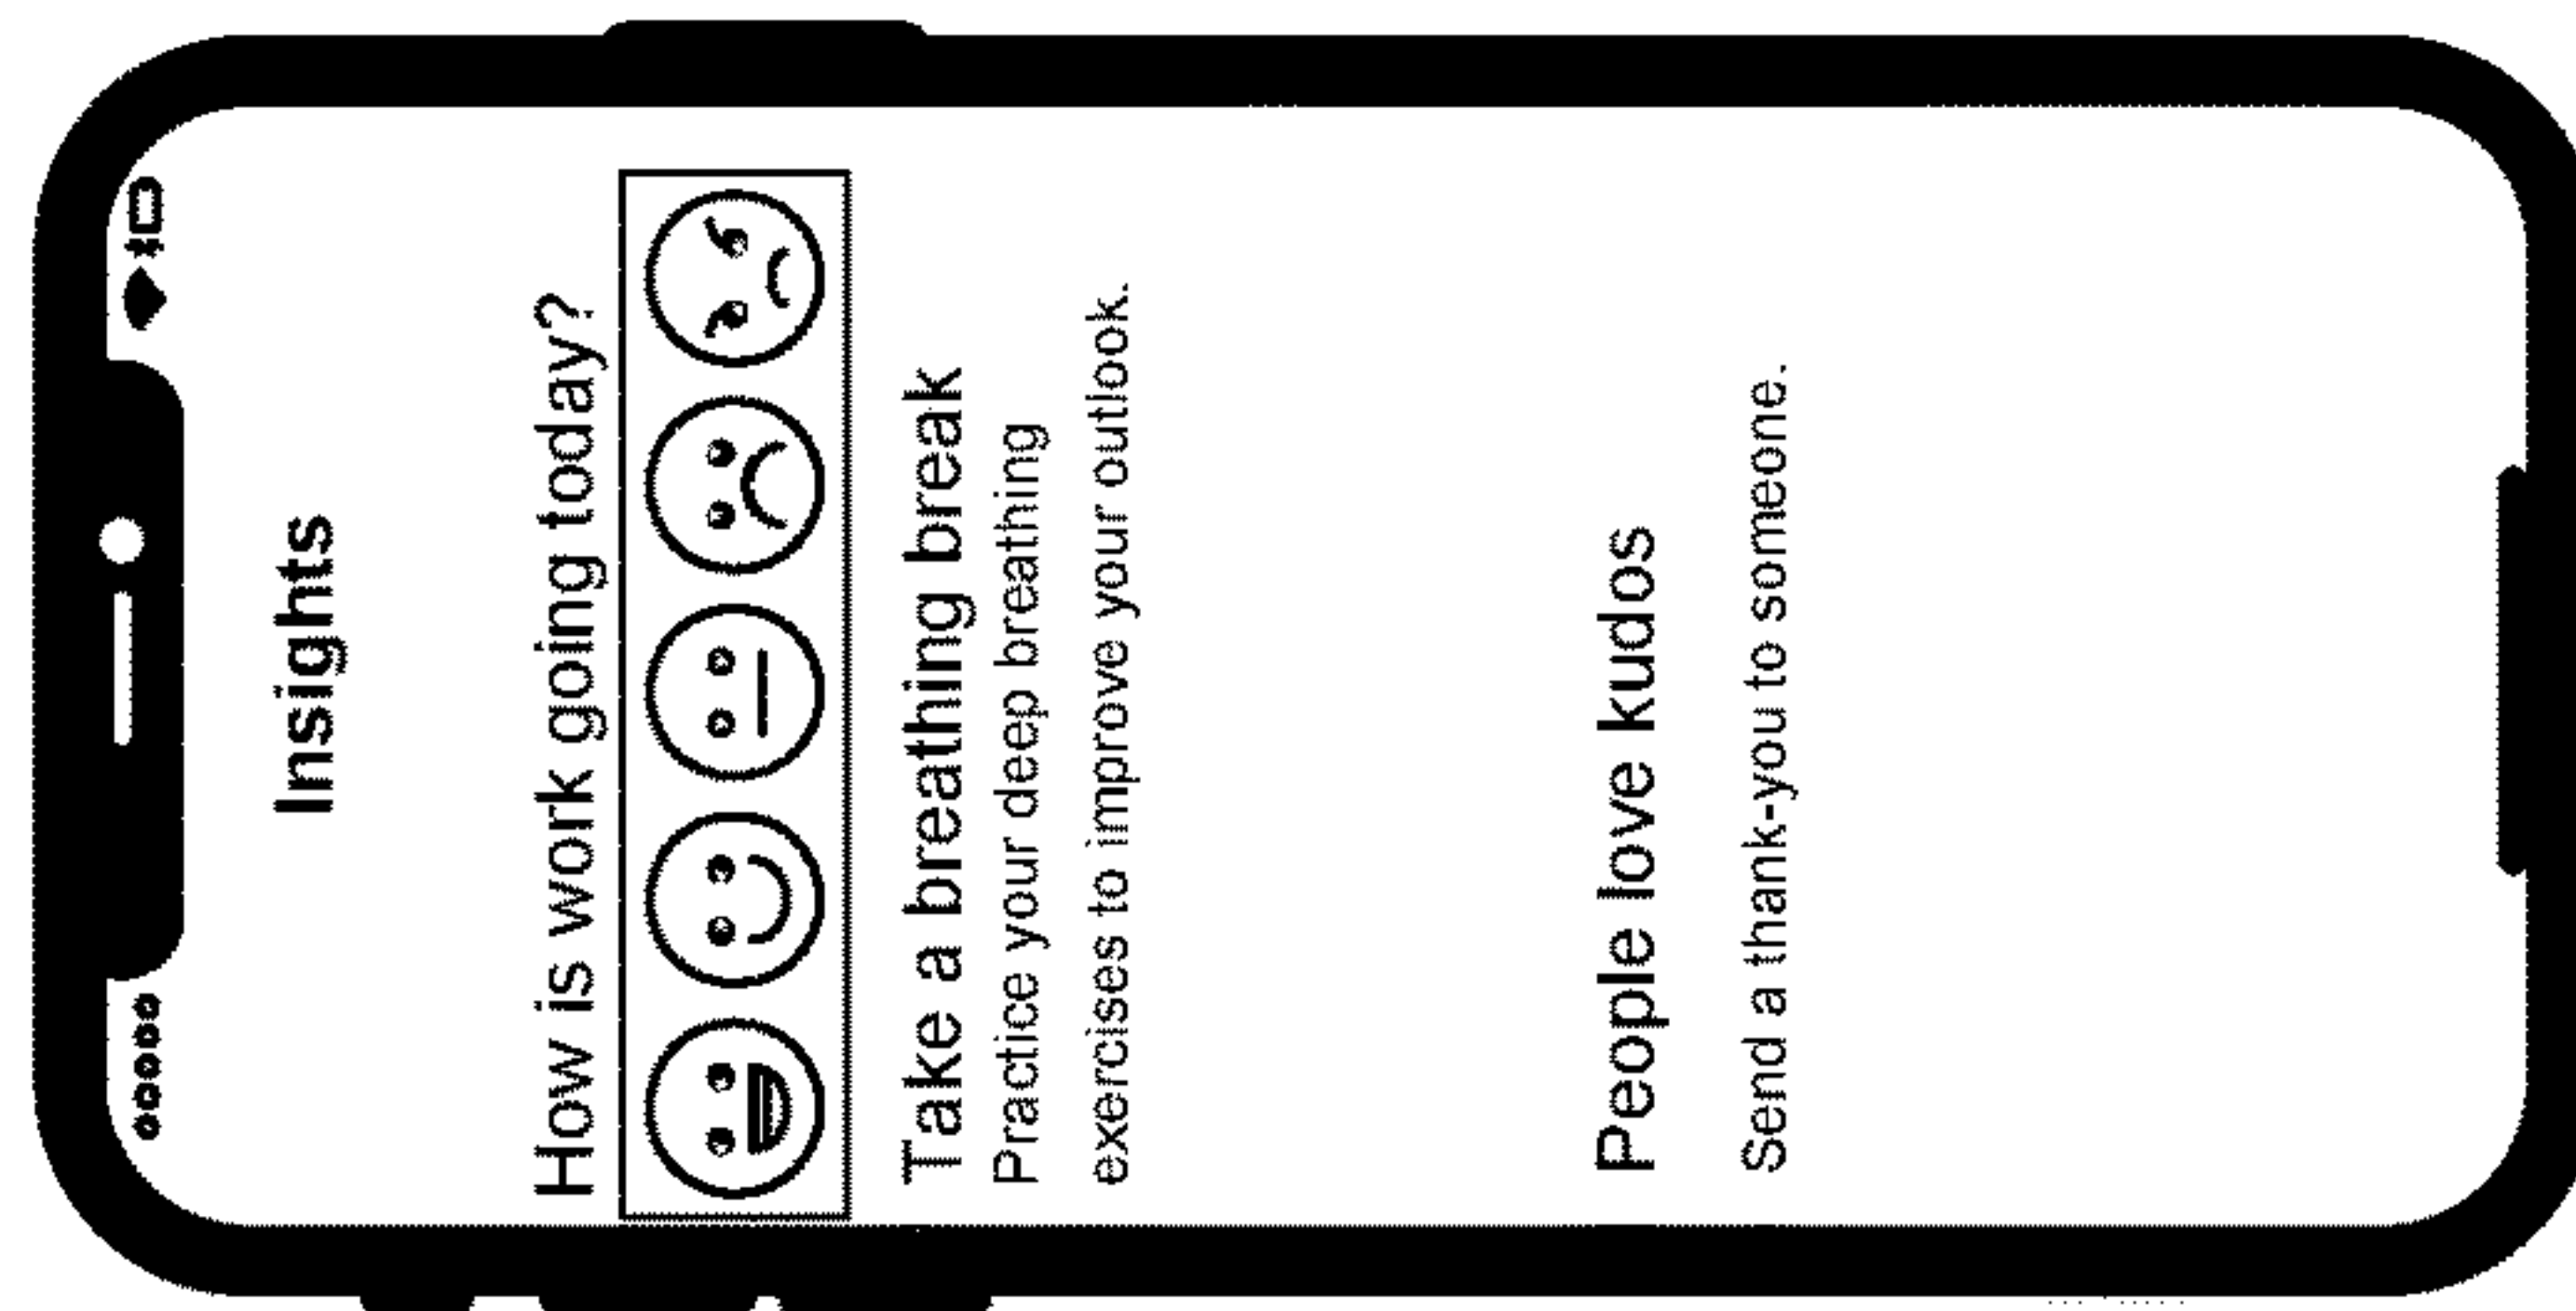 Insights
How is work going today?
Take a breathing break
Practice your deep breathing
exercises to improve your outlook.
People love kudos
Send a thank-you to someone.